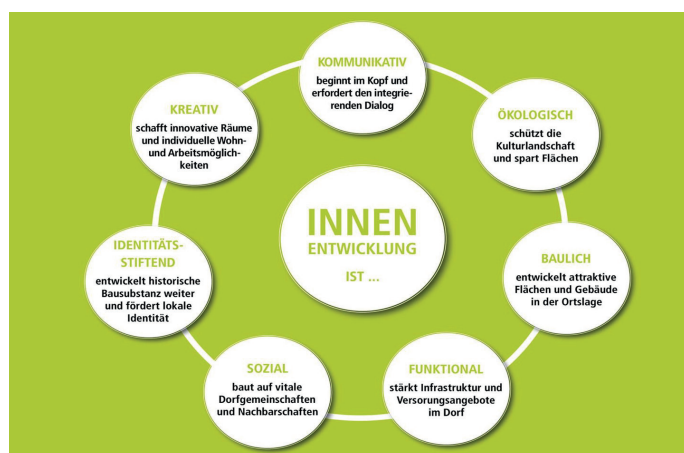 INNEN
ENTWICKLUNG
IST ...
KOMMUNIKATIV
beginnt im Kopf und
erfordert den integrie-
renden Dialog
ÖKOLOGISCH
schützt die
Kulturlandschaft
und spart Flächen
BAULICH
entwickelt attraktive
Flächen und Gebäude
in der Ortslage
FUNKTIONAL
stärkt Infrastruktur und
Versorungsangebote
im Dorf
SOZIAL
baut auf vitale
Dorfgemeinschaften
und Nachbarschaften
IDENTITÄTS-
STIFTEND
entwickelt historische
Bausubstanz weiter
und fördert lokale
Identität
KREATIV
schafft innovative Räume
und individuelle Wohn-
und Arbeitsmöglich-
keiten